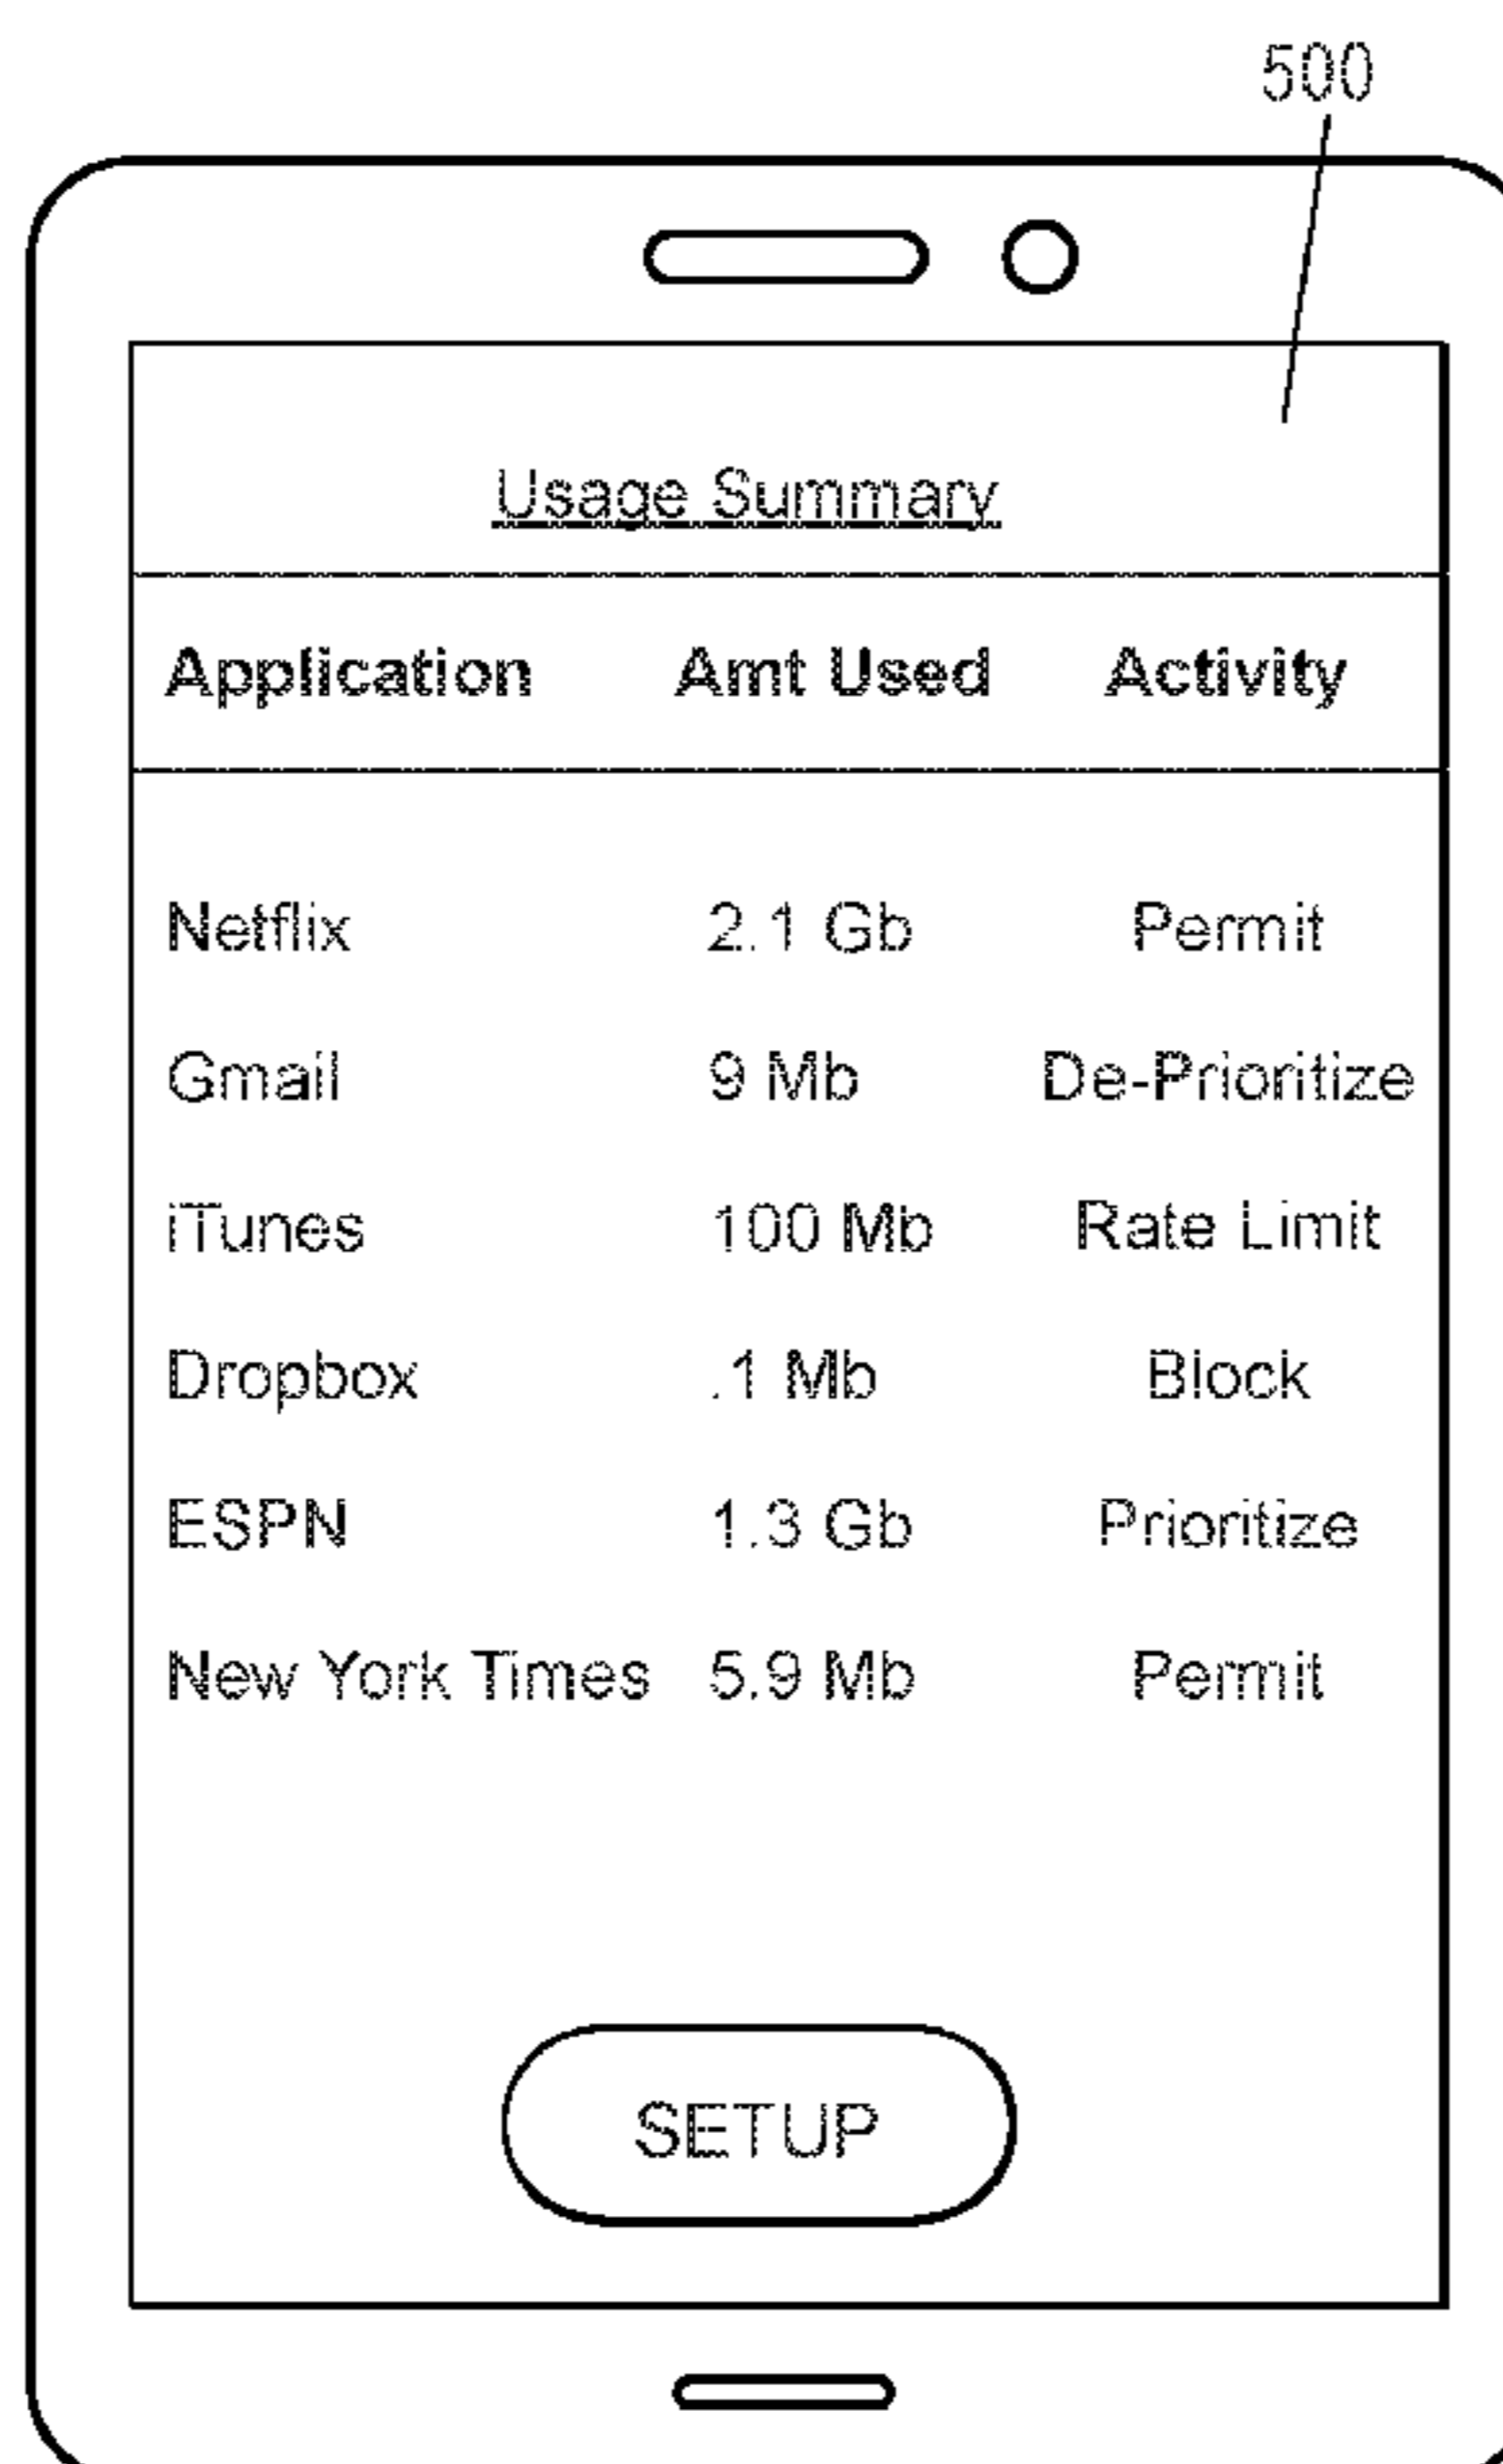 500
Usage Summary
Application Amt Used Activity
Netflix 2.1 Gb Permit
Gmail 9 Mb De-Prioritize
iTunes 100 Mb Rate Limit
Dropbox .1 Mb Block
ESPN 1.3 Gb Prioritize
New York Times 5.9 Mb Permit
SETUP